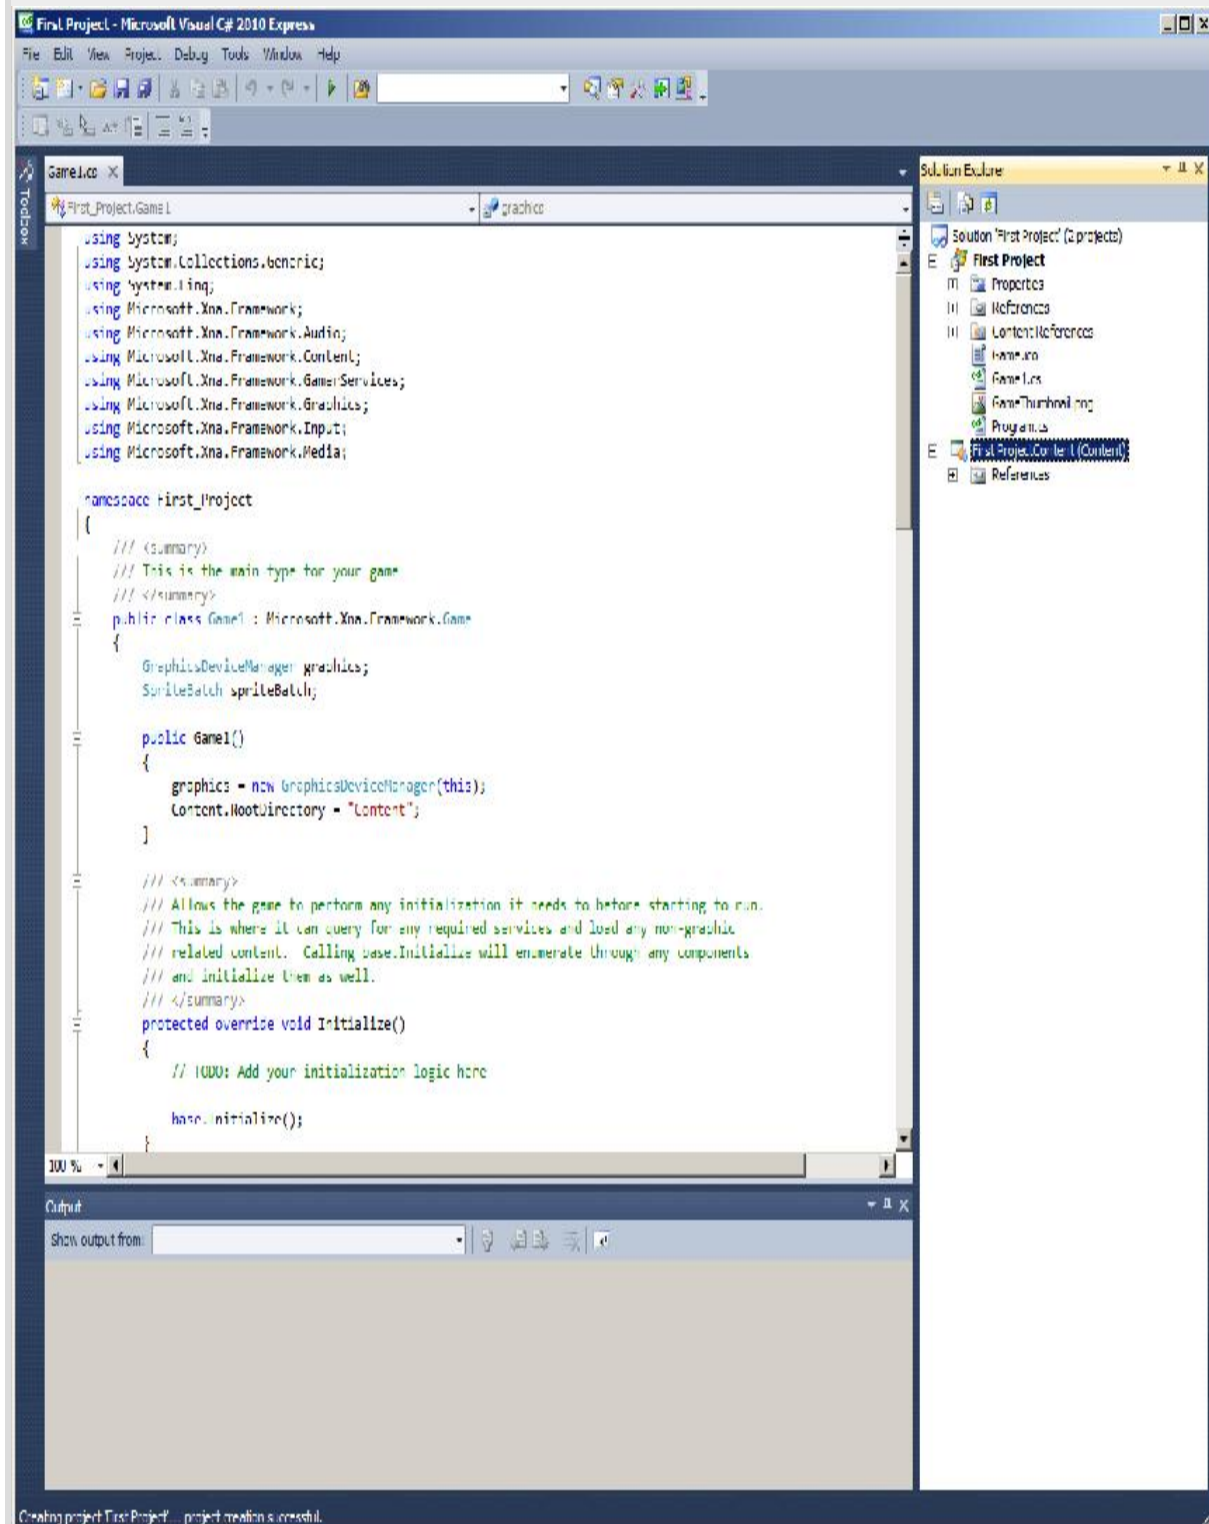 First Project - Microsoft Visual C# 2010 Express
File Edit View Project Debug Tools Window Help
Toolbox
Game1.cs
First_Project.Game1
graphics
using System;
using System.Collections.Generic;
using System.Linq;
using Microsoft.Xna.Framework;
using Microsoft.Xna.Framework.Audio;
using Microsoft.Xna.Framework.Content;
using Microsoft.Xna.Framework.GamerServices;
using Microsoft.Xna.Framework.Graphics;
using Microsoft.Xna.Framework.Input;
using Microsoft.Xna.Framework.Media;
namespace First_Project
{
/// <summary>
/// This is the main type for your game
/// </summary>
public class Game1 : Microsoft.Xna.Framework.Game
{
GraphicsDeviceManager graphics;
SpriteBatch spriteBatch;
public Game1()
{
graphics = new GraphicsDeviceManager(this);
Content.RootDirectory = "Content";
}
/// <summary>
/// Allows the game to perform any initialization it needs to before starting to run.
/// This is where it can query for any required services and load any non-graphic
/// related content.  Calling base.Initialize will enumerate through any components
/// and initialize them as well.
/// </summary>
protected override void Initialize()
{
// TODO: Add your initialization logic here
base.Initialize();
}
100 %
Output
Show output from:
Creating project 'First Project'... project creation successful.
Solution Explorer
Solution 'First Project' (2 projects)
First Project
Properties
References
Content References
Game.ico
Game1.cs
GameThumbnail.png
Program.cs
First ProjectContent (Content)
References